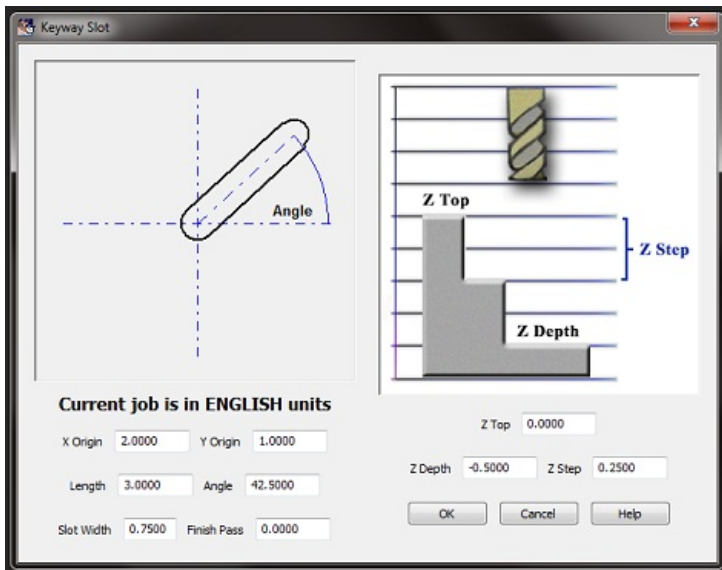 Keyway Slot
Angle
Z Top
Z Step
Z Depth
Current job is in ENGLISH units
X Origin 2.0000 Y Origin 1.0000
Length 3.0000 Angle 42.5000
Slot Width 0.7500 Finish Pass 0.0000
Z Top 0.0000
Z Depth -0.5000 Z Step 0.2500
OK Cancel Help